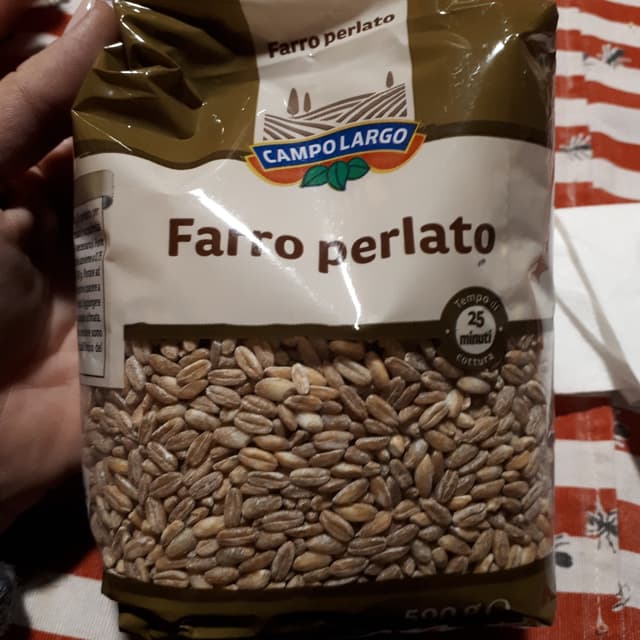 Farro perlato
CAMPO LARGO
Farro perlato
Tempo di
25
minuti
cottura
500 g e